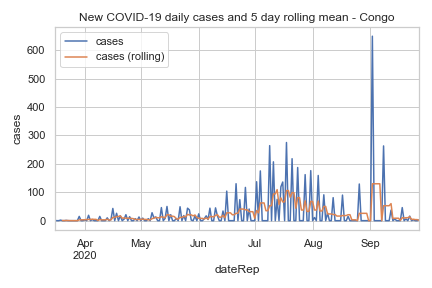 New COVID-19 daily cases and 5 day rolling mean - Congo
cases
cases (rolling)
600
500
400
300
200
100
0
cases
Apr May Jun Jul Aug Sep
2020
dateRep